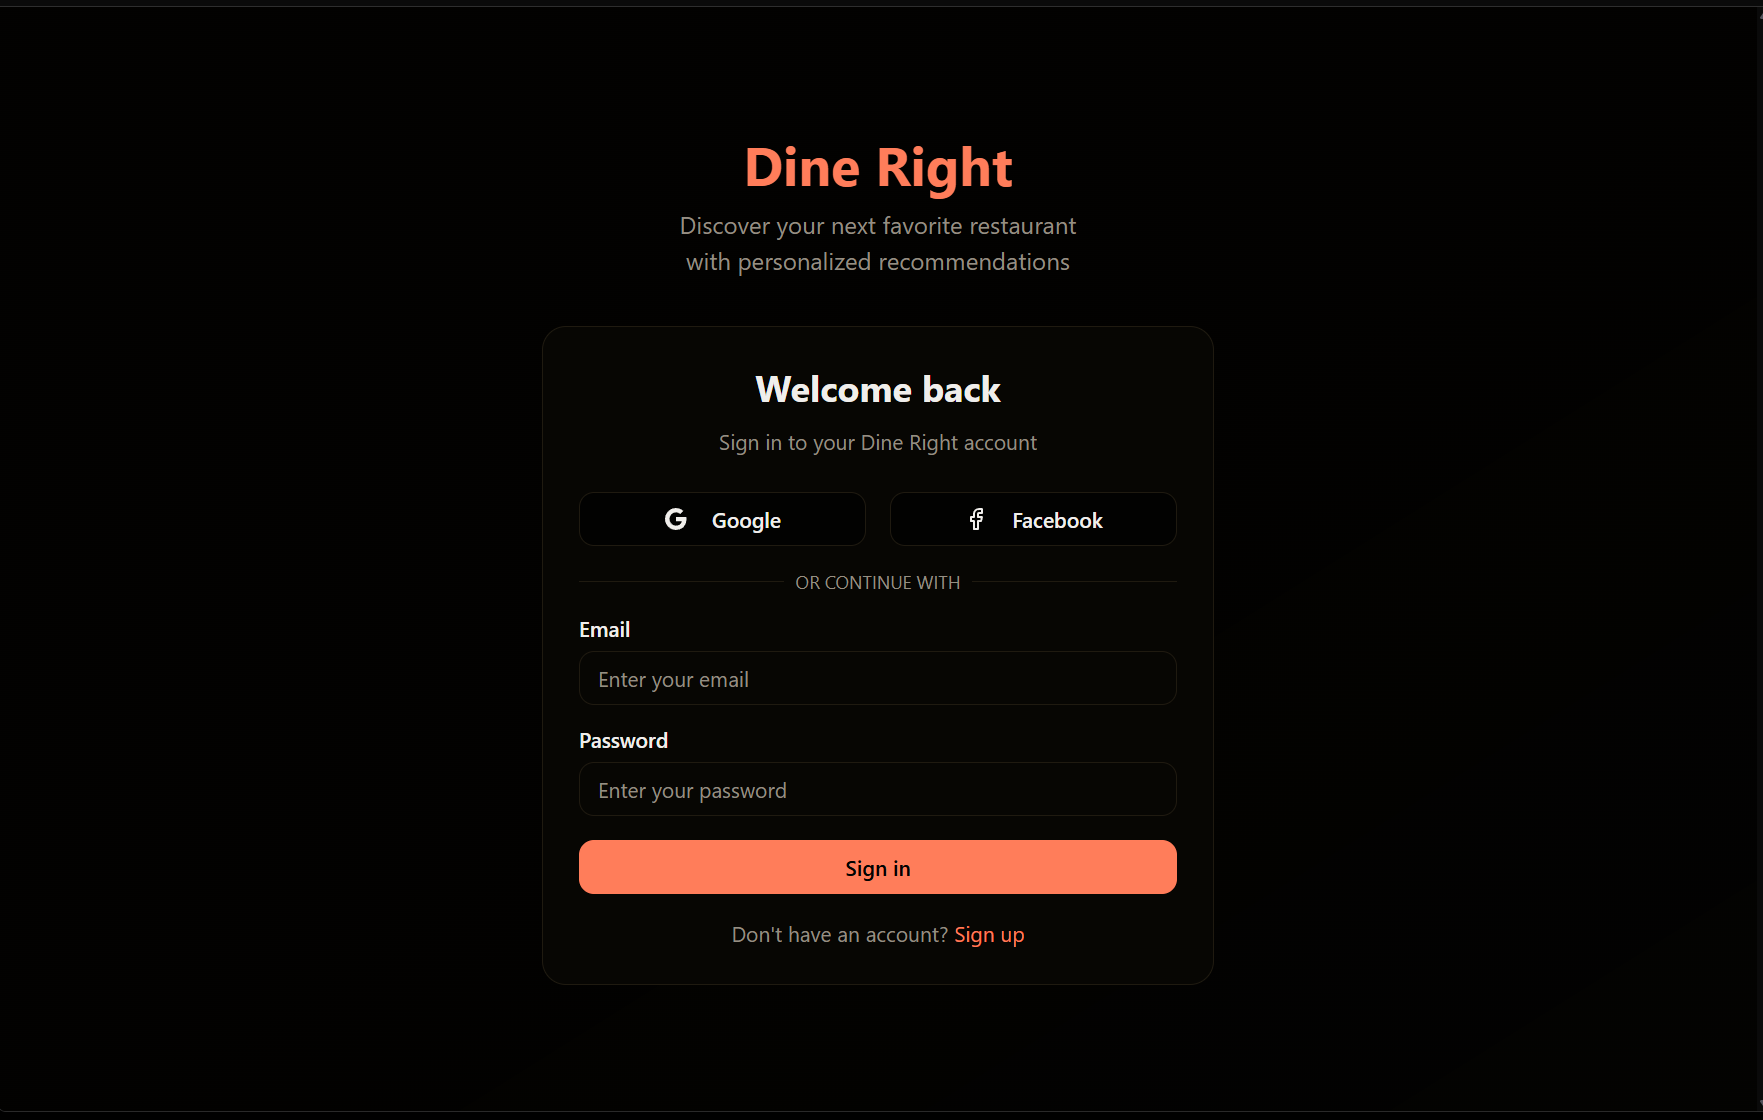 Dine Right
Discover your next favorite restaurant
with personalized recommendations
Welcome back
Sign in to your Dine Right account
Google
Facebook
OR CONTINUE WITH
Email
Enter your email
Password
Enter your password
Sign in
Don't have an account? Sign up